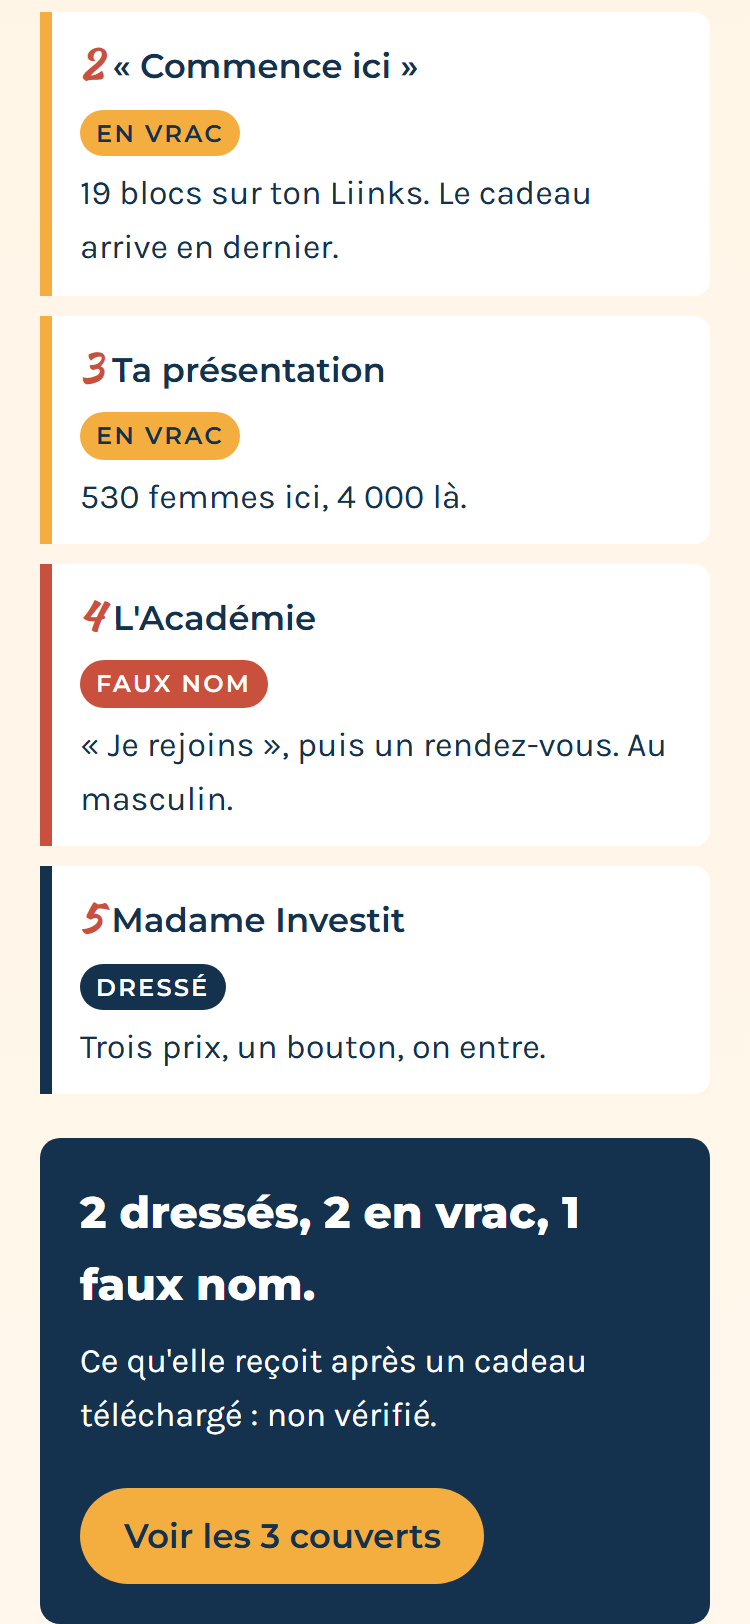 2 « Commence ici »
EN VRAC
19 blocs sur ton Liinks. Le cadeau
arrive en dernier.
3 Ta présentation
EN VRAC
530 femmes ici, 4 000 là.
4 L'Académie
FAUX NOM
« Je rejoins », puis un rendez-vous. Au
masculin.
5 Madame Investit
DRESSÉ
Trois prix, un bouton, on entre.
2 dressés, 2 en vrac, 1
faux nom.
Ce qu'elle reçoit après un cadeau
téléchargé : non vérifié.
Voir les 3 couverts